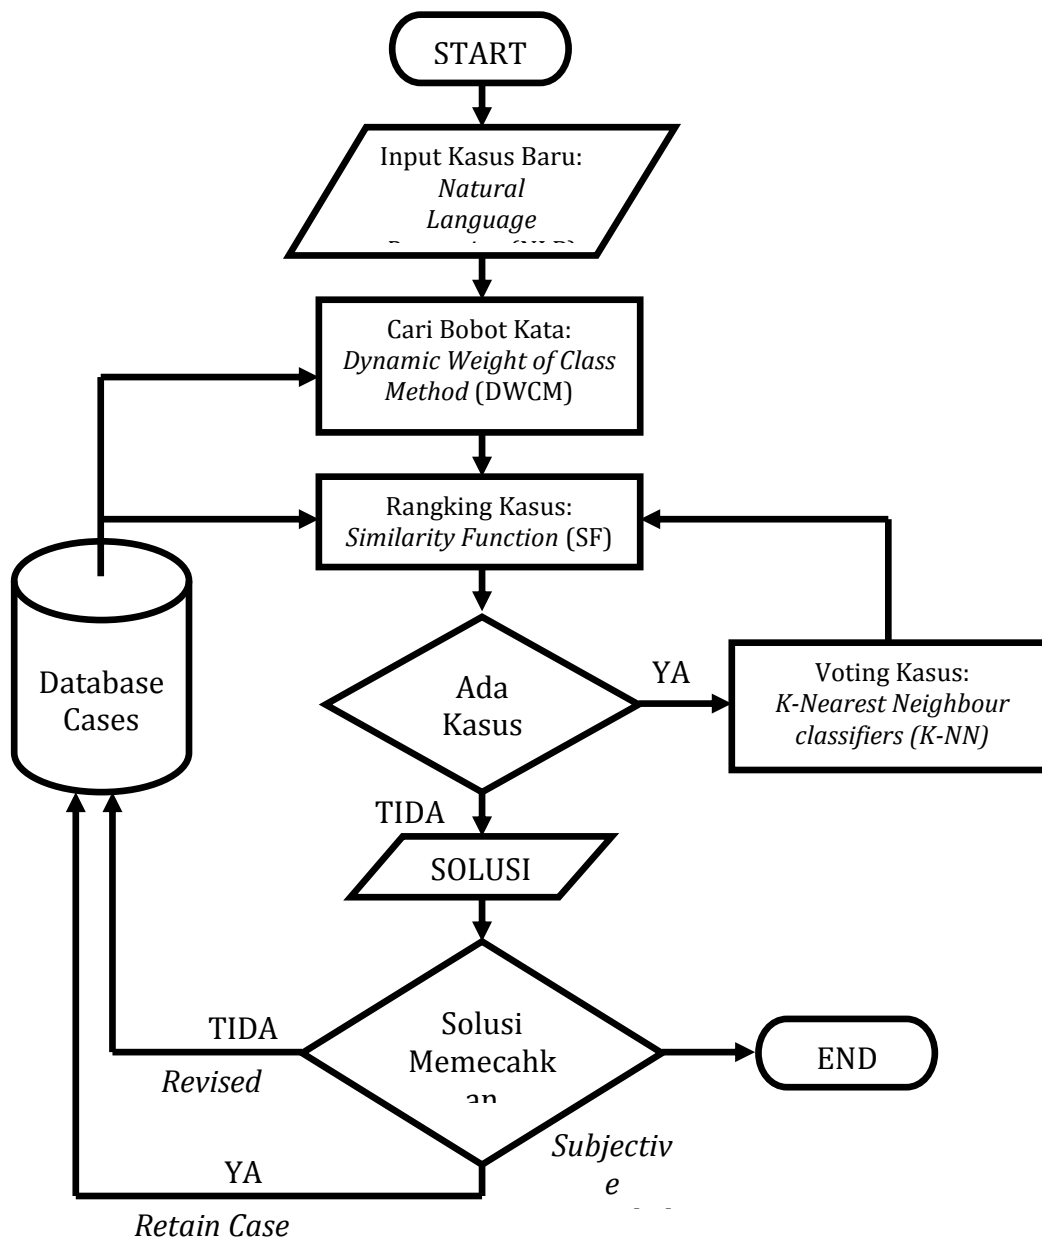 START
Input Kasus Baru:
Natural
Language
Cari Bobot Kata:
Dynamic Weight of Class
Method (DWCM)
Rangking Kasus:
Similarity Function (SF)
Database
Cases
Ada
Kasus
YA
Voting Kasus:
K-Nearest Neighbour
classifiers (K-NN)
TIDA
SOLUSI
TIDA
Revised
Solusi
Memecahk
an
END
Subjectiv
e
YA
Retain Case